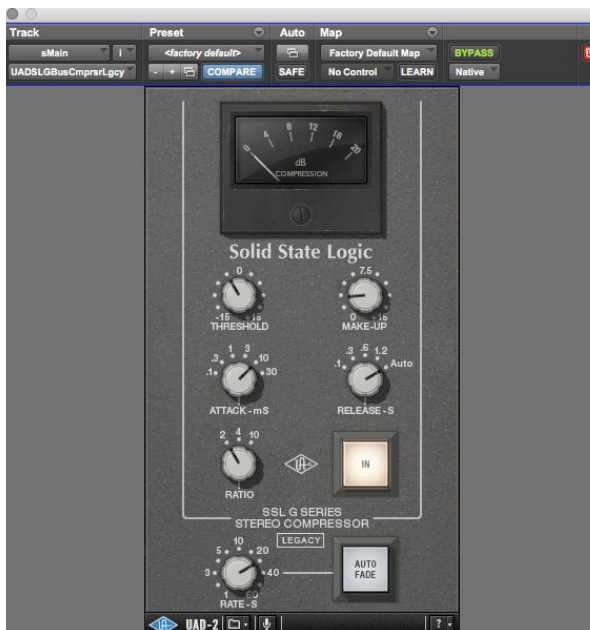 Track Preset Auto Map
sMain i <factory default> Factory Default Map BYPASS
UADSLGBusCmprsrLgcy - + COMPARE SAFE No Control LEARN Native
0 4 8 12 16 20
dB
COMPRESSION
Solid State Logic
0 7.5
-15 +15 0 +15
THRESHOLD MAKE-UP
.1 .3 1 3 10 30 .1 .3 .6 1.2 Auto
ATTACK-mS RELEASE-S
2 4 10
IN
RATIO
SSL G SERIES
STEREO COMPRESSOR
LEGACY
1 3 5 10 20 40 60
AUTO
FADE
RATE-S
UAD-2 ?